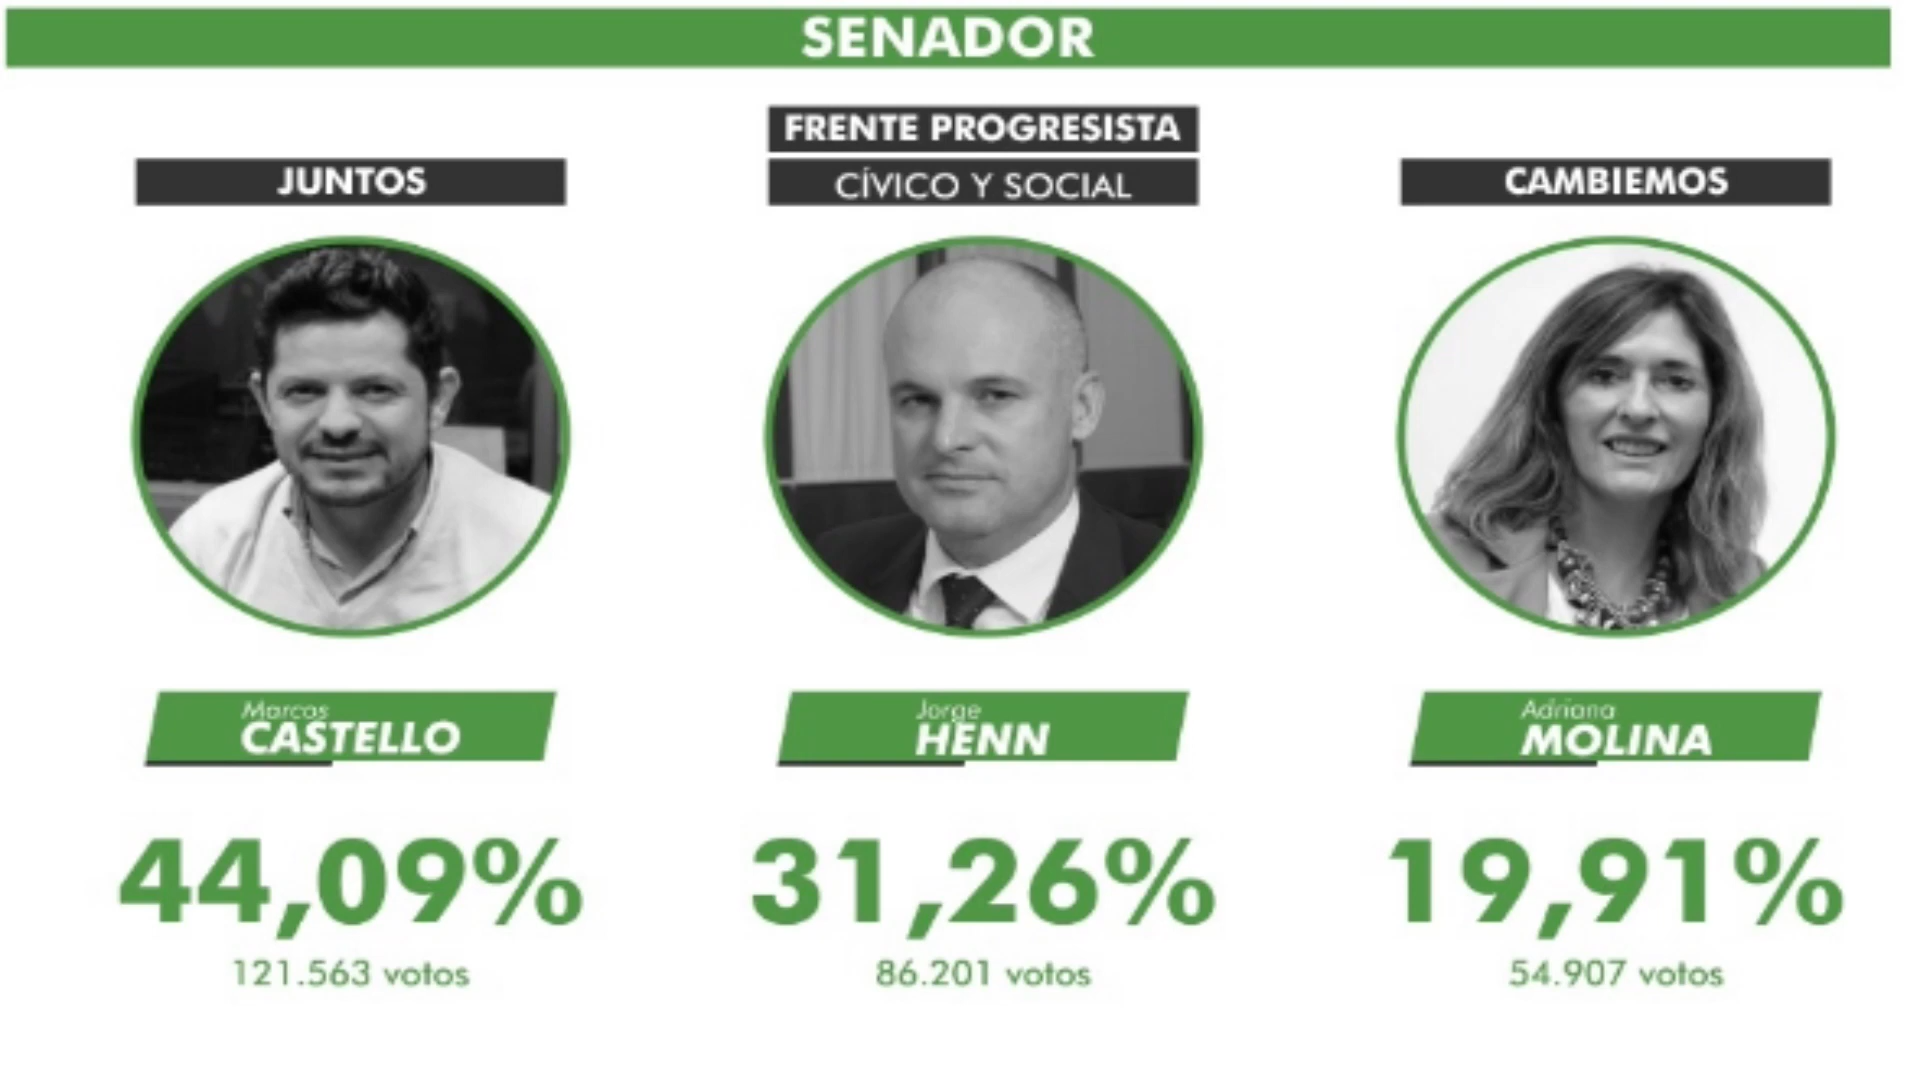 SENADOR
JUNTOS
FRENTE PROGRESISTA
CÍVICO Y SOCIAL
CAMBIEMOS
Marcos
CASTELLO
Jorge
HENN
Adriana
MOLINA
44,09%
31,26%
19,91%
121.563 votos
86.201 votos
54.907 votos